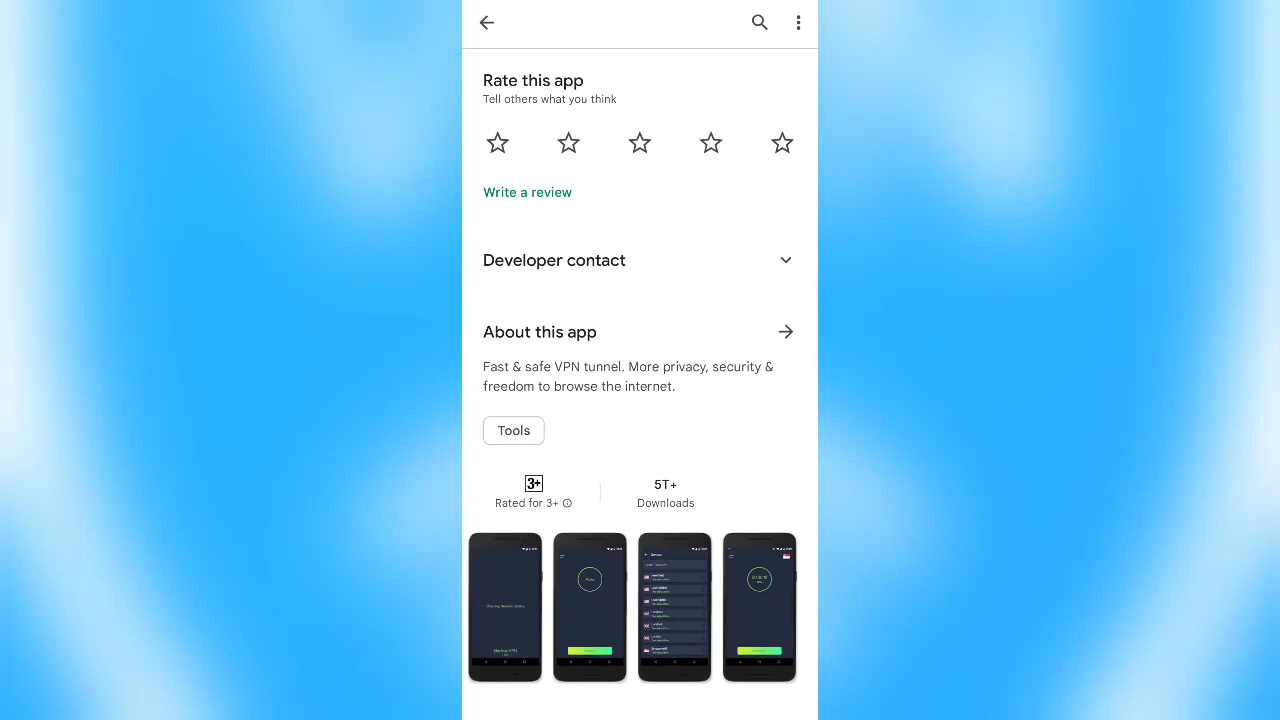 Rate this app
Tell others what you think
Write a review
Developer contact
About this app
Fast & safe VPN tunnel. More privacy, security &
freedom to browse the internet.
Tools
3+
Rated for 3+
5T+
Downloads
Auto